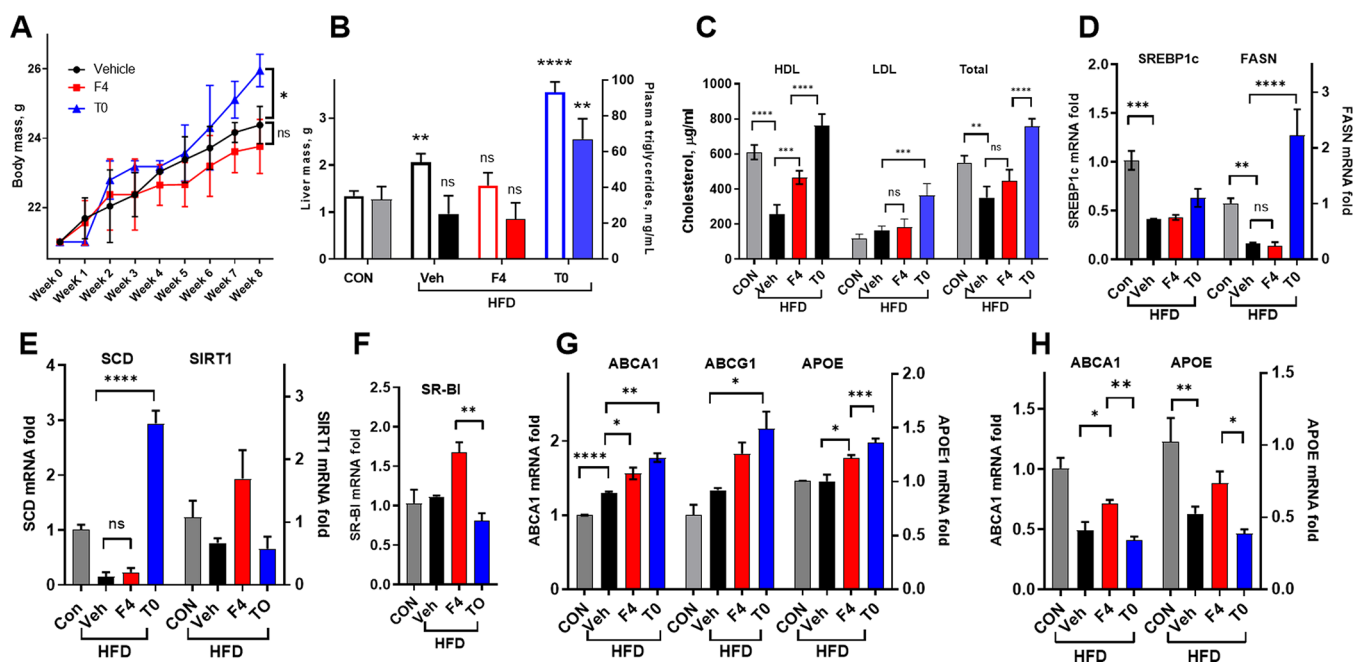 A
Body mass, g
26
24
22
Vehicle
F4
T0
*
ns
Week 0
Week 1
Week 2
Week 3
Week 4
Week 5
Week 6
Week 7
Week 8
B
Liver mass, g
4
3
2
1
0
**
ns
ns
ns
****
**
100
80
60
40
20
0
Plasma triglycerides, mg/mL
CON
Veh
F4
T0
HFD
C
Cholesterol, µg/ml
1000
800
600
400
200
0
HDL
LDL
Total
****
****
***
***
ns
****
**
ns
CON
Veh
F4
T0
HFD
CON
Veh
F4
T0
HFD
CON
Veh
F4
T0
HFD
D
SREBP1c mRNA fold
2.0
1.5
1.0
0.5
0.0
SREBP1c
FASN
***
****
**
ns
3
2
1
0
FASN mRNA fold
Con
Veh
F4
T0
HFD
Con
Veh
F4
T0
HFD
E
SCD mRNA fold
4
3
2
1
0
SCD
SIRT1
****
ns
3
2
1
0
SIRT1 mRNA fold
Con
Veh
F4
T0
HFD
CON
Veh
F4
TO
HFD
F
SR-BI mRNA fold
2.5
2.0
1.5
1.0
0.5
0.0
SR-BI
**
CON
Veh
F4
TO
HFD
G
ABCA1 mRNA fold
2
1
0
ABCA1
ABCG1
APOE
**
*
****
*
***
*
2.0
1.5
1.0
0.5
0.0
APOE1 mRNA fold
CON
Veh
F4
T0
HFD
CON
Veh
F4
T0
HFD
CON
Veh
F4
T0
HFD
H
ABCA1 mRNA fold
1.5
1.0
0.5
0.0
ABCA1
APOE
**
*
**
*
1.5
1.0
0.5
0.0
APOE mRNA fold
CON
Veh
F4
T0
HFD
CON
Veh
F4
T0
HFD